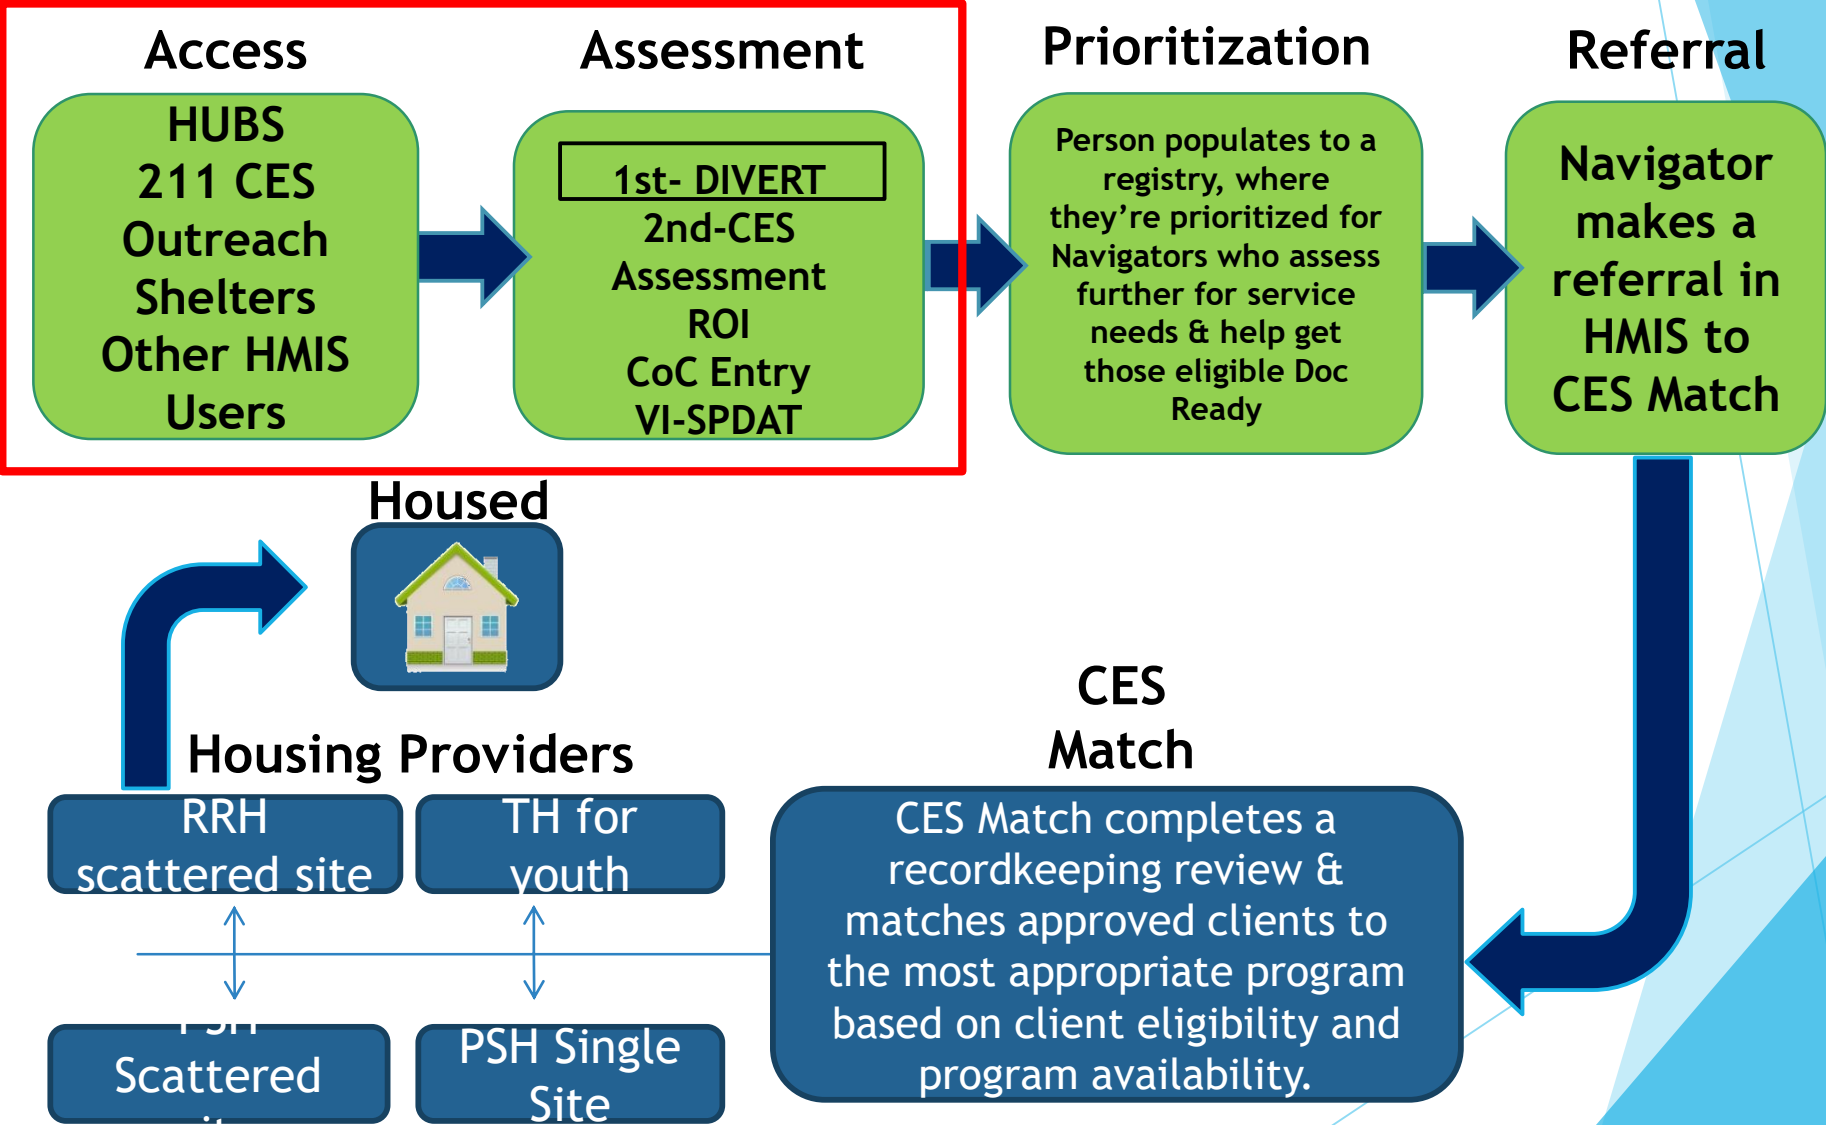 Access
HUBS
211 CES
Outreach
Shelters
Other HMIS
Users
Assessment
1st- DIVERT
2nd-CES
Assessment
ROI
CoC Entry
VI-SPDAT
Prioritization
Person populates to a
registry, where
they’re prioritized for
Navigators who assess
further for service
needs & help get
those eligible Doc
Ready
Referral
Navigator
makes a
referral in
HMIS to
CES Match
Housed
CES
Match
CES Match completes a
recordkeeping review &
matches approved clients to
the most appropriate program
based on client eligibility and
program availability.
Housing Providers
RRH
scattered site
TH for
youth
PSH
Scattered
PSH Single
Site